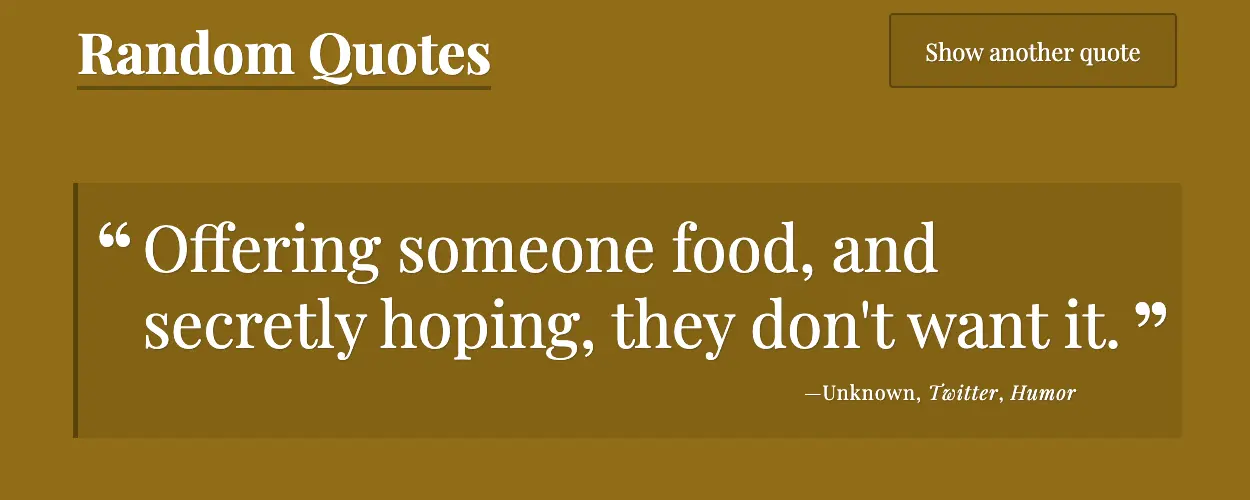 Random Quotes
Show another quote
“ Offering someone food, and
secretly hoping, they don't want it. ”
—Unknown, Twitter, Humor